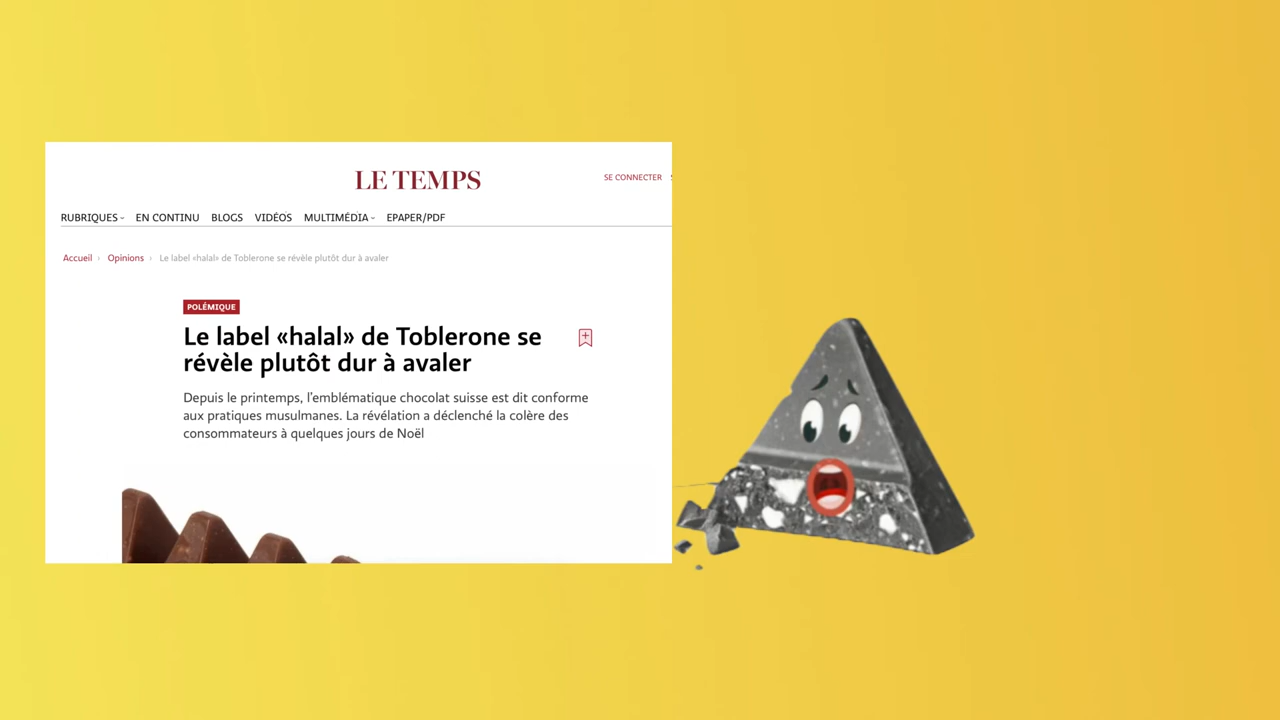 LE TEMPS
SE CONNECTER
RUBRIQUES EN CONTINU BLOGS VIDÉOS MULTIMÉDIA EPAPER/PDF
Accueil › Opinions › Le label «halal» de Toblerone se révèle plutôt dur à avaler
POLÉMIQUE
Le label «halal» de Toblerone se
révèle plutôt dur à avaler
Depuis le printemps, l'emblématique chocolat suisse est dit conforme
aux pratiques musulmanes. La révélation a déclenché la colère des
consommateurs à quelques jours de Noël